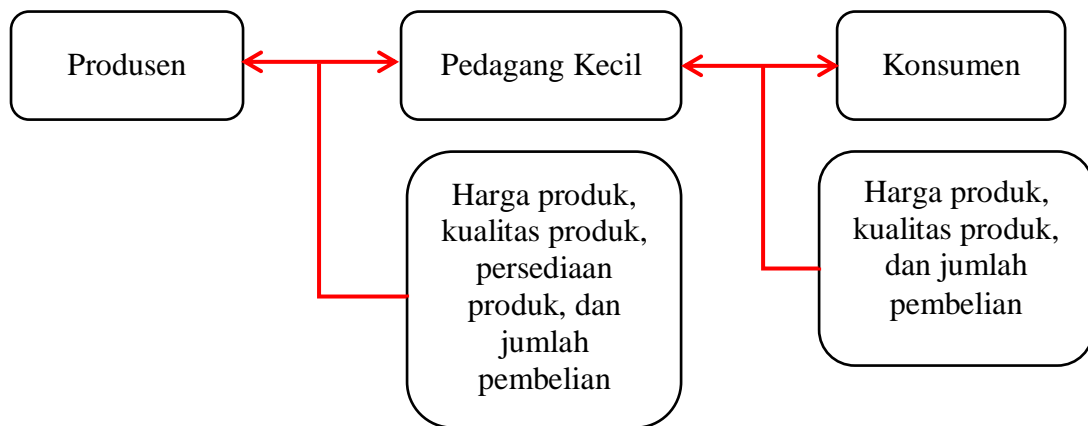 Produsen
Pedagang Kecil
Konsumen
Harga produk,
kualitas produk,
persediaan
produk, dan
jumlah
pembelian
Harga produk,
kualitas produk,
dan jumlah
pembelian